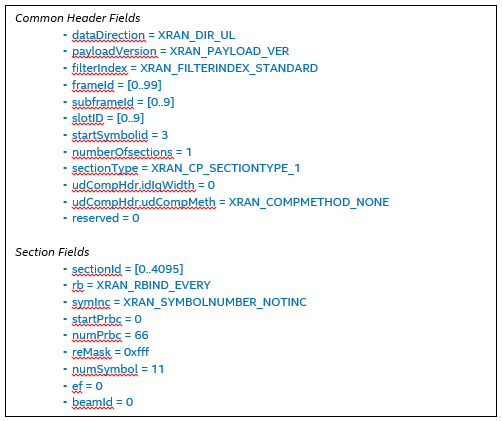 Common Header Fields
- dataDirection = XRAN_DIR_UL
- payloadVersion = XRAN_PAYLOAD_VER
- filterIndex = XRAN_FILTERINDEX_STANDARD
- frameId = [0..99]
- subframeId = [0..9]
- slotID = [0..9]
- startSymbolid = 3
- numberOfsections = 1
- sectionType = XRAN_CP_SECTIONTYPE_1
- udCompHdr.idIqWidth = 0
- udCompHdr.udCompMeth = XRAN_COMPMETHOD_NONE
- reserved = 0
Section Fields
- sectionId = [0..4095]
- rb = XRAN_RBIND_EVERY
- symInc = XRAN_SYMBOLNUMBER_NOTINC
- startPrbc = 0
- numPrbc = 66
- reMask = 0xfff
- numSymbol = 11
- ef = 0
- beamId = 0